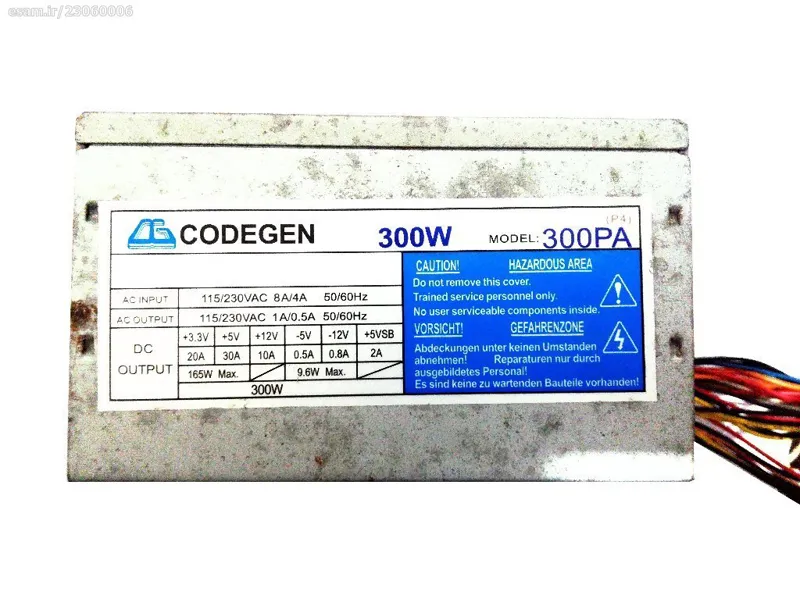 esam.ir/23060006
CODEGEN 300W MODEL: 300PA (P4)
AC INPUT 115/230VAC 8A/4A 50/60Hz
AC OUTPUT 115/230VAC 1A/0.5A 50/60Hz
DC OUTPUT
+3.3V +5V +12V -5V -12V +5VSB
20A 30A 10A 0.5A 0.8A 2A
165W Max. 9.6W Max.
300W
CAUTION! HAZARDOUS AREA
Do not remove this cover.
Trained service personnel only.
No user serviceable components inside.
VORSICHT! GEFAHRENZONE
Abdeckungen unter keinen Umstanden
abnehmen! Reparaturen nur durch
ausgebildetes Personal!
Es sind keine zu wartenden Bauteile vorhanden!